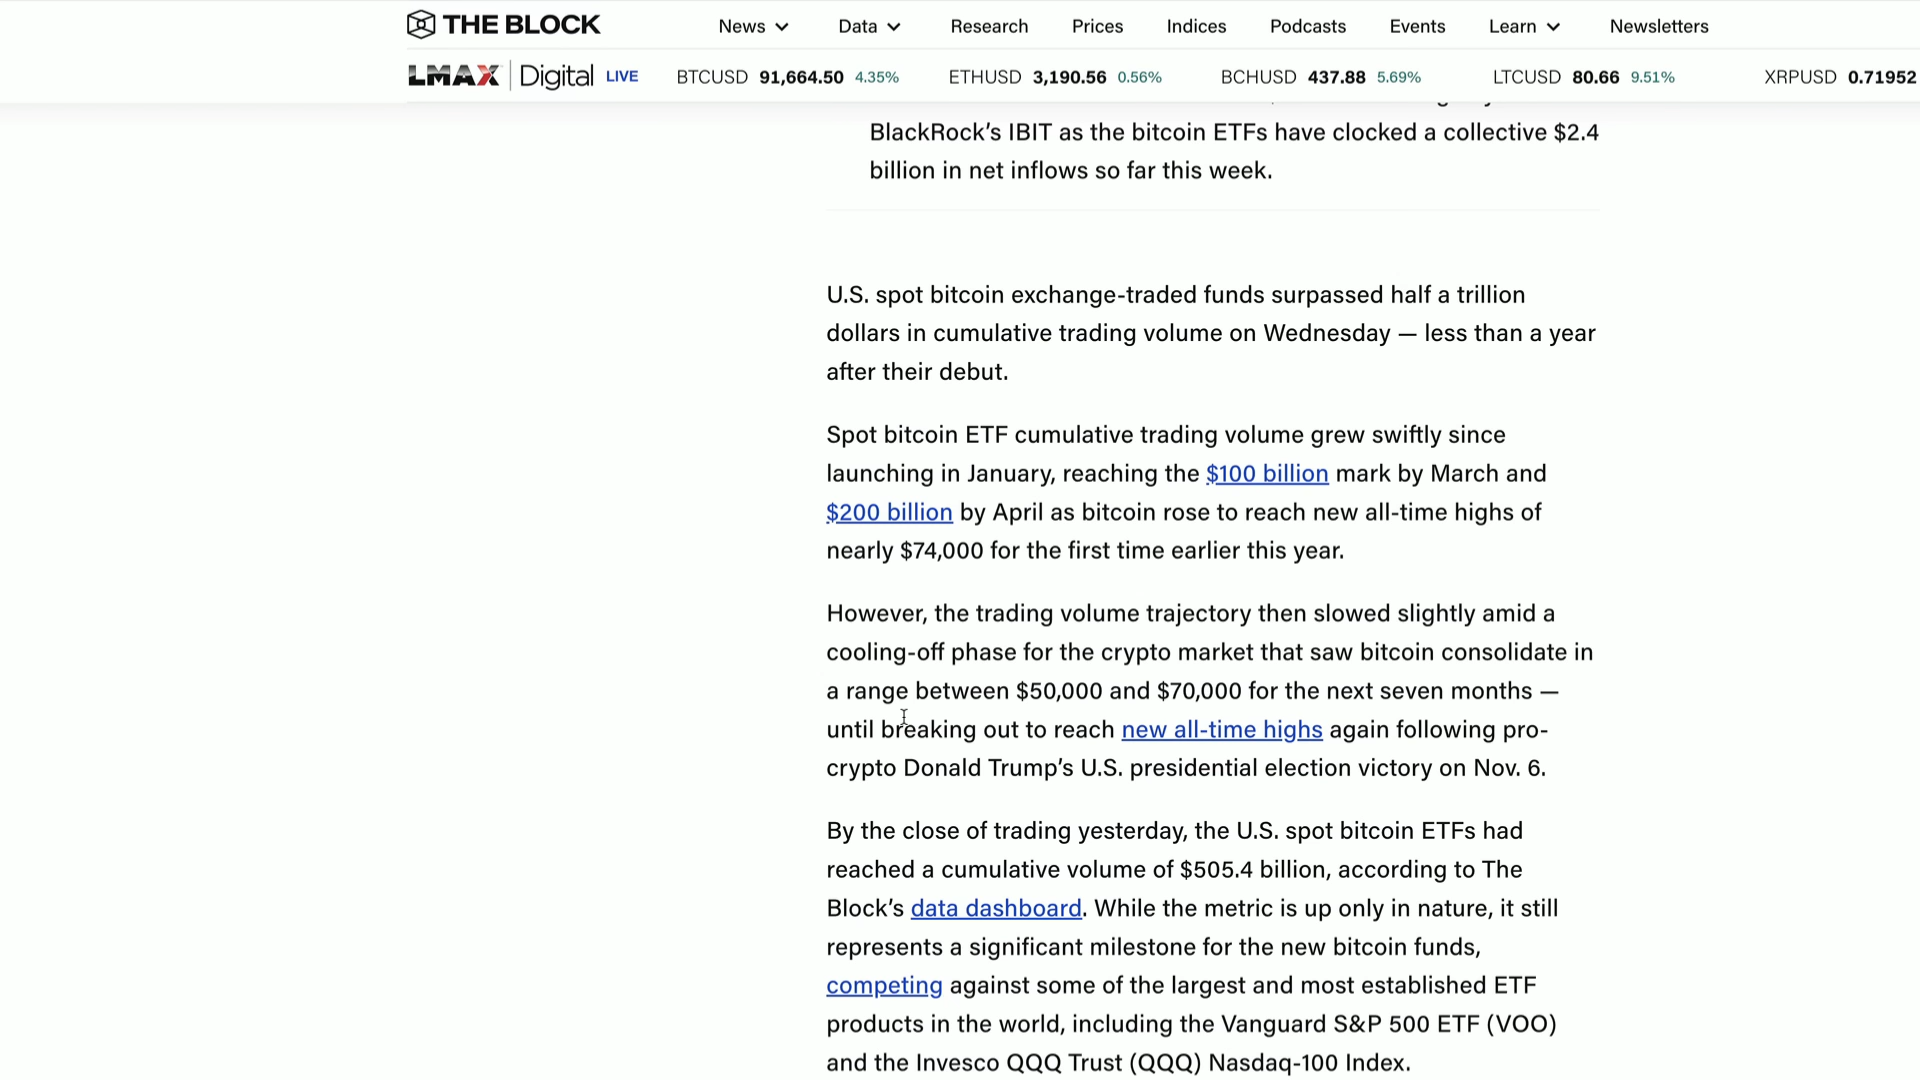 THE BLOCK
News Data Research Prices Indices Podcasts Events Learn Newsletters
LMAX Digital LIVE BTCUSD 91,664.50 4.35% ETHUSD 3,190.56 0.56% BCHUSD 437.88 5.69% LTCUSD 80.66 9.51% XRPUSD 0.71952
BlackRock’s IBIT as the bitcoin ETFs have clocked a collective $2.4
billion in net inflows so far this week.
U.S. spot bitcoin exchange-traded funds surpassed half a trillion
dollars in cumulative trading volume on Wednesday — less than a year
after their debut.
Spot bitcoin ETF cumulative trading volume grew swiftly since
launching in January, reaching the $100 billion mark by March and
$200 billion by April as bitcoin rose to reach new all-time highs of
nearly $74,000 for the first time earlier this year.
However, the trading volume trajectory then slowed slightly amid a
cooling-off phase for the crypto market that saw bitcoin consolidate in
a range between $50,000 and $70,000 for the next seven months —
until breaking out to reach new all-time highs again following pro-
crypto Donald Trump’s U.S. presidential election victory on Nov. 6.
By the close of trading yesterday, the U.S. spot bitcoin ETFs had
reached a cumulative volume of $505.4 billion, according to The
Block’s data dashboard. While the metric is up only in nature, it still
represents a significant milestone for the new bitcoin funds,
competing against some of the largest and most established ETF
products in the world, including the Vanguard S&P 500 ETF (VOO)
and the Invesco QQQ Trust (QQQ) Nasdaq-100 Index.